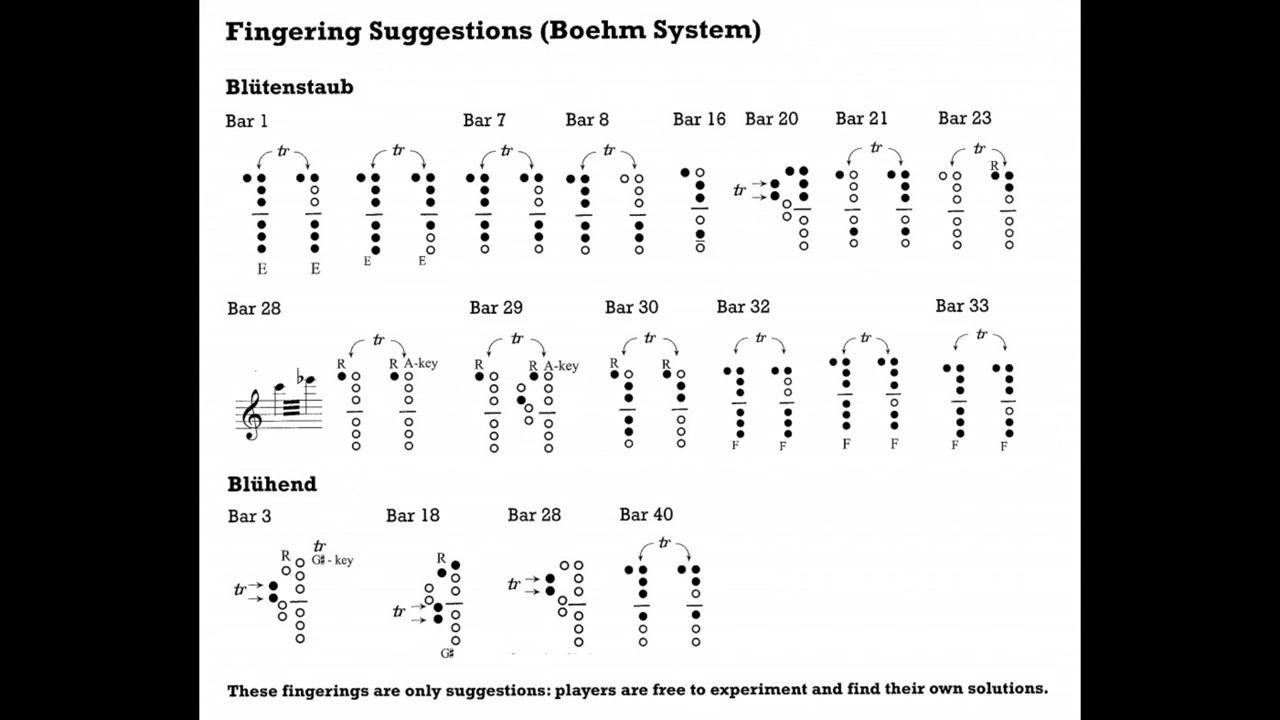 Fingering Suggestions (Boehm System)
Blütenstaub
Bar 1 Bar 7 Bar 8 Bar 16 Bar 20 Bar 21 Bar 23
tr tr tr tr tr tr
R
tr
E E E E
Bar 28 Bar 29 Bar 30 Bar 32 Bar 33
tr tr tr tr tr tr
R R A-key R R A-key R R
F F F F F F
Blühend
Bar 3 Bar 18 Bar 28 Bar 40
tr tr
R G♯-key R
tr tr tr
G♯
These fingerings are only suggestions: players are free to experiment and find their own solutions.